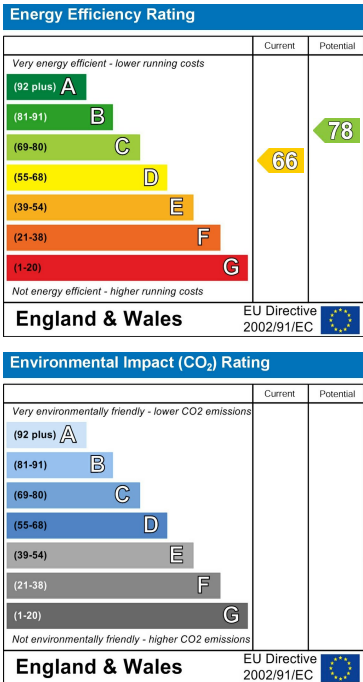 Energy Efficiency Rating
Current Potential
Very energy efficient - lower running costs
(92 plus) A
(81-91) B
(69-80) C
(55-68) D
(39-54) E
(21-38) F
(1-20) G
66
78
Not energy efficient - higher running costs
England & Wales
EU Directive
2002/91/EC
Environmental Impact (CO₂) Rating
Current Potential
Very environmentally friendly - lower CO2 emissions
(92 plus) A
(81-91) B
(69-80) C
(55-68) D
(39-54) E
(21-38) F
(1-20) G
Not environmentally friendly - higher CO2 emissions
England & Wales
EU Directive
2002/91/EC